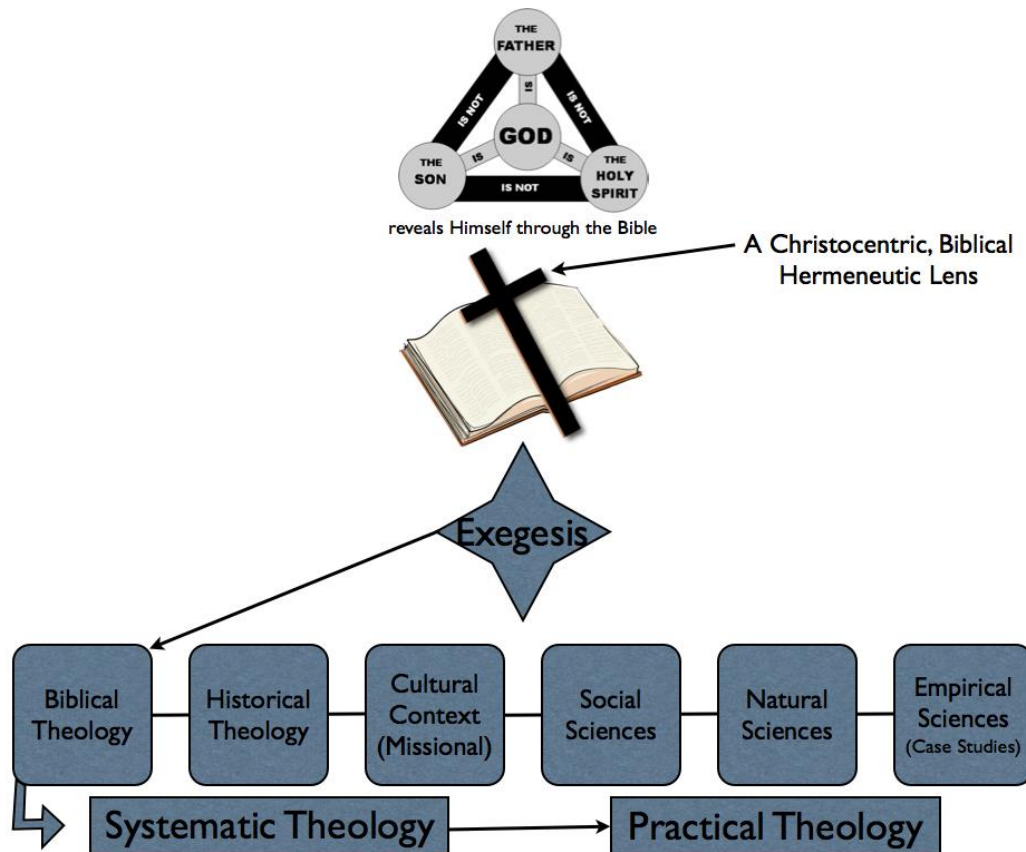 THE
FATHER
IS NOT
IS
IS NOT
GOD
IS
IS
THE
SON
IS NOT
THE
HOLY
SPIRIT
reveals Himself through the Bible
A Christocentric, Biblical
Hermeneutic Lens
Exegesis
Biblical
Theology
Historical
Theology
Cultural
Context
(Missional)
Social
Sciences
Natural
Sciences
Empirical
Sciences
(Case Studies)
Systematic Theology
Practical Theology